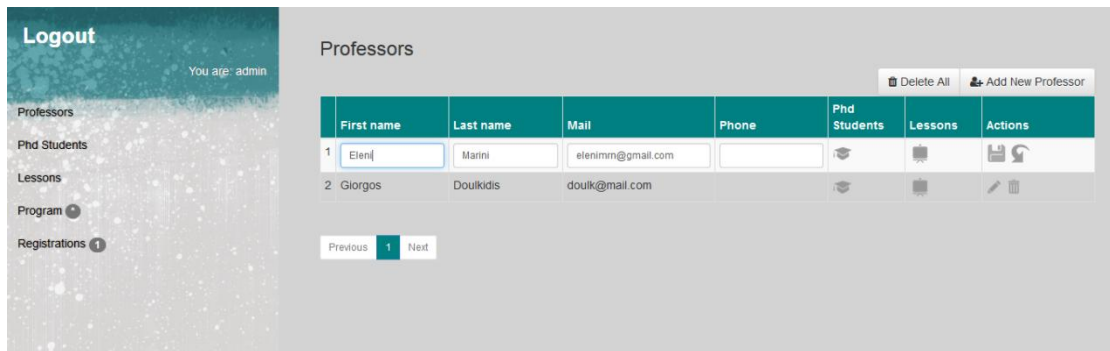 Logout
You are: admin
Professors
Phd Students
Lessons
Program *
Registrations 1
Professors
Delete All Add New Professor
First name Last name Mail Phone Phd Students Lessons Actions
1 Eleni Marini elenimrn@gmail.com
2 Giorgos Doulkidis doulk@mail.com
Previous 1 Next